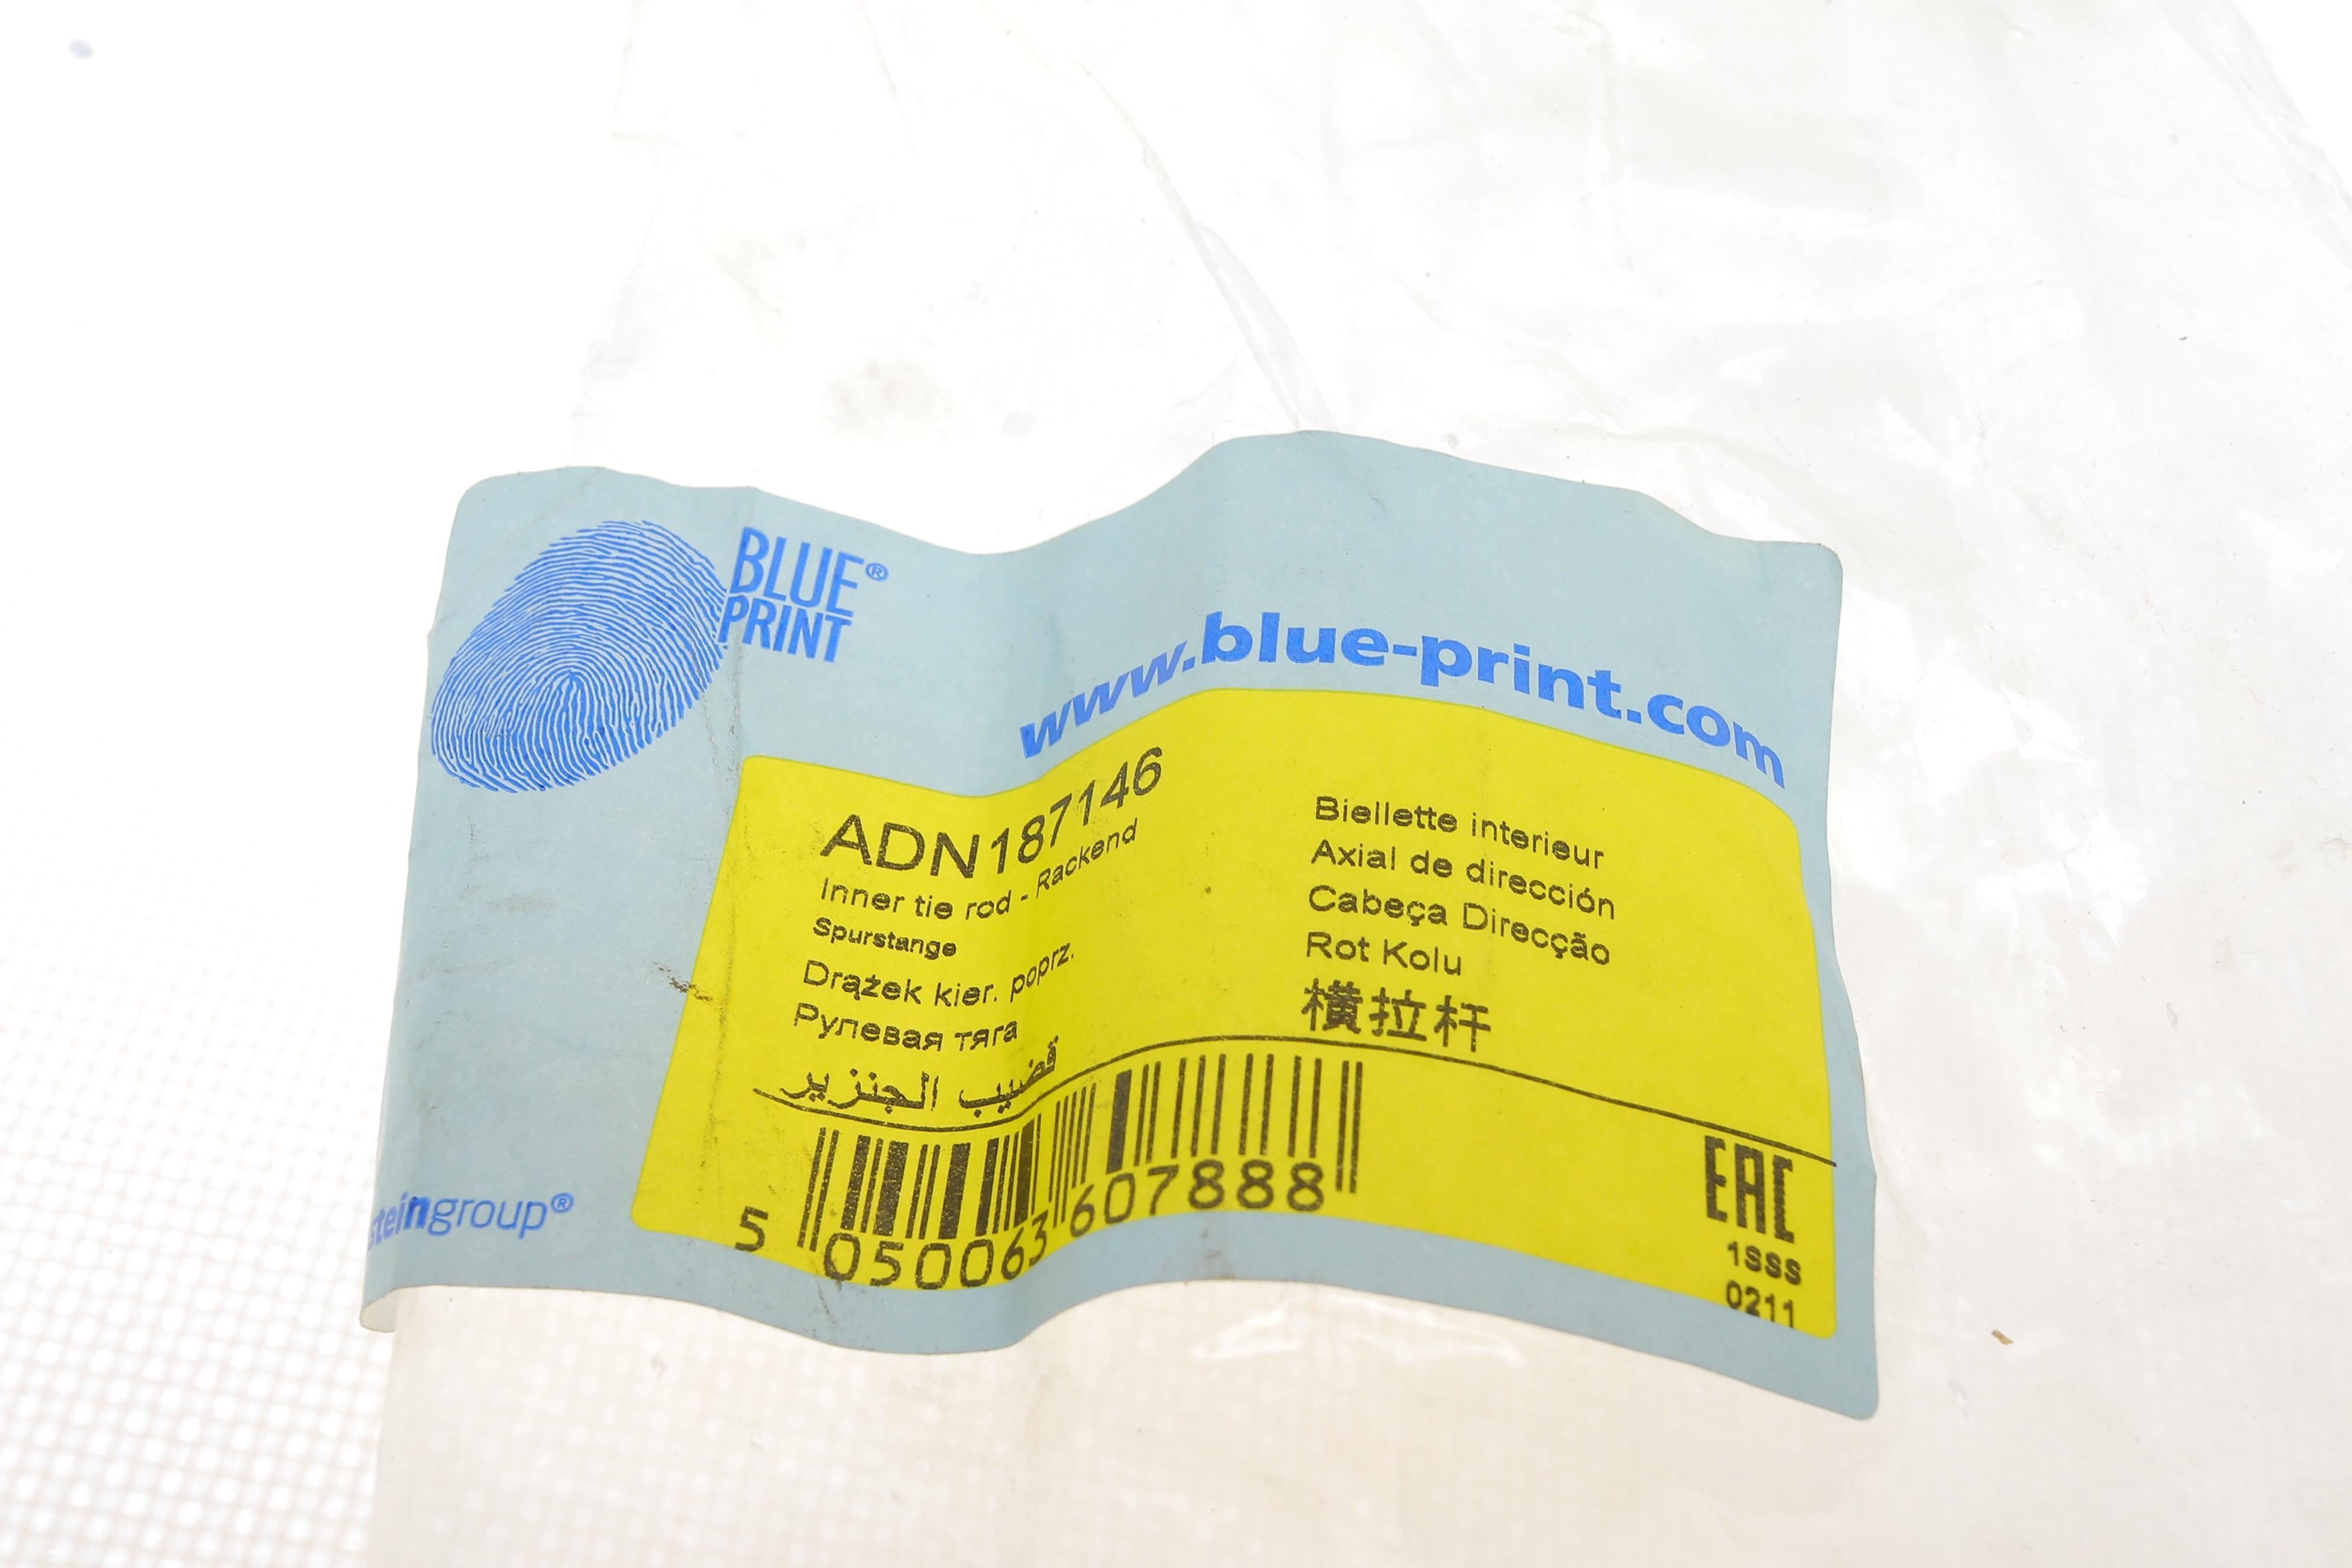 BLUE®
PRINT
www.blue-print.com
ADN187146
Inner tie rod - Rackend
Spurstange
Drążek kier. poprz.
Рулевая тяга
قضيب الجنزير
Biellette interieur
Axial de dirección
Cabeça Direcção
Rot Kolu
横拉杆
5 050063 607888
EAC
1SSS
0211
steingroup®